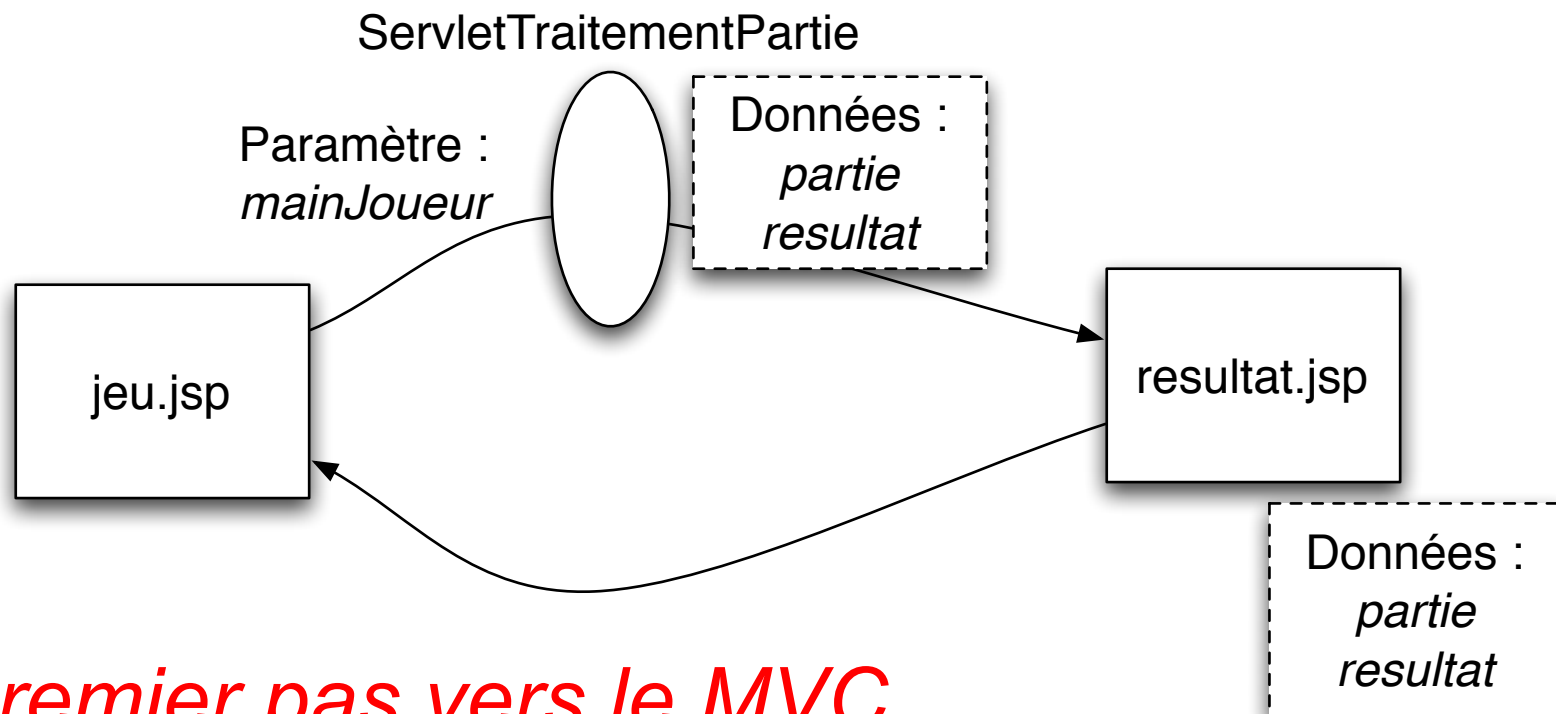 ServletTraitementPartie
Paramètre :
mainJoueur
Données :
partie
resultat
jeu.jsp
resultat.jsp
Données :
partie
resultat
remier pas vers le MVC